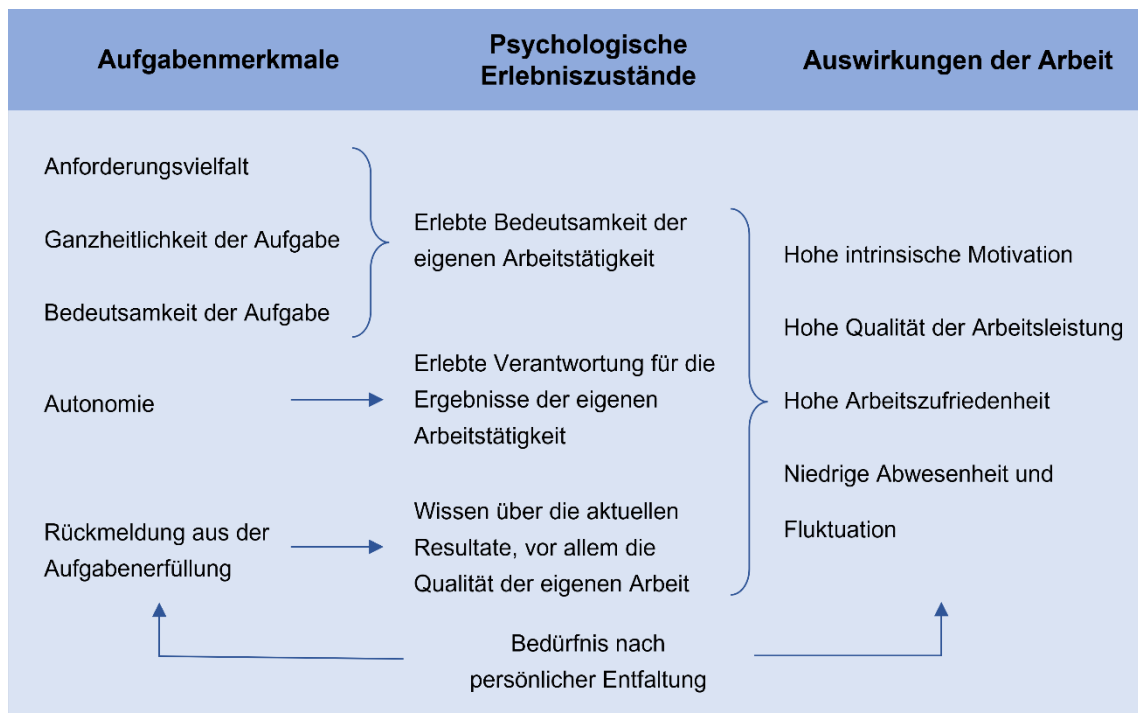 Aufgabenmerkmale
Psychologische
Erlebniszustände
Auswirkungen der Arbeit
Anforderungsvielfalt
Ganzheitlichkeit der Aufgabe
Bedeutsamkeit der Aufgabe
Autonomie
Rückmeldung aus der
Aufgabenerfüllung
Erlebte Bedeutsamkeit der
eigenen Arbeitstätigkeit
Erlebte Verantwortung für die
Ergebnisse der eigenen
Arbeitstätigkeit
Wissen über die aktuellen
Resultate, vor allem die
Qualität der eigenen Arbeit
Hohe intrinsische Motivation
Hohe Qualität der Arbeitsleistung
Hohe Arbeitszufriedenheit
Niedrige Abwesenheit und
Fluktuation
Bedürfnis nach
persönlicher Entfaltung